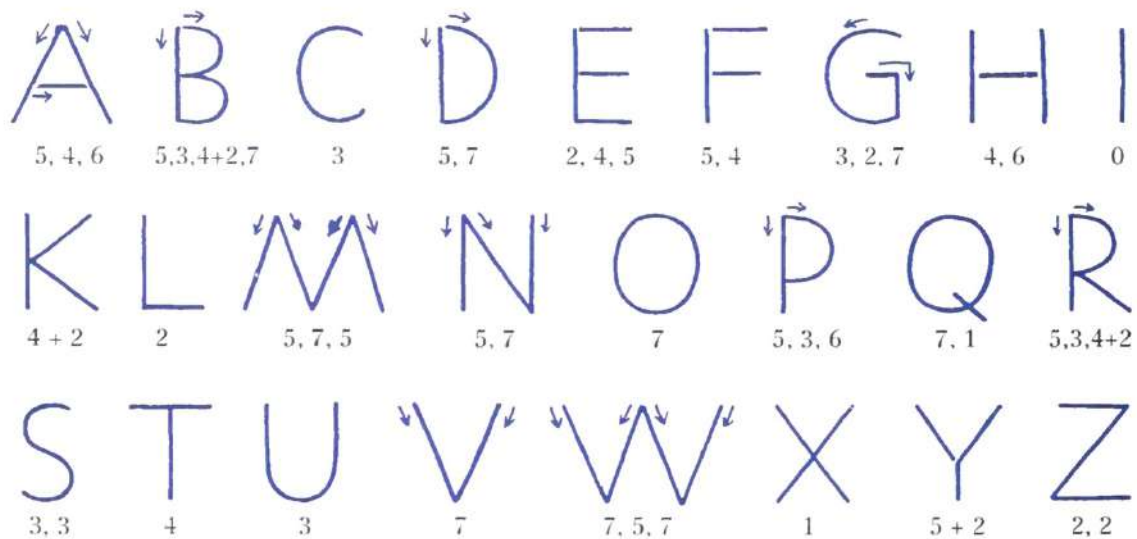 A B C D E F G H I
5, 4, 6 5,3,4+2,7 3 5, 7 2, 4, 5 5, 4 3, 2, 7 4, 6 0
K L M N O P Q R
4 + 2 2 5, 7, 5 5, 7 7 5, 3, 6 7, 1 5,3,4+2
S T U V W X Y Z
3, 3 4 3 7 7, 5, 7 1 5 + 2 2, 2